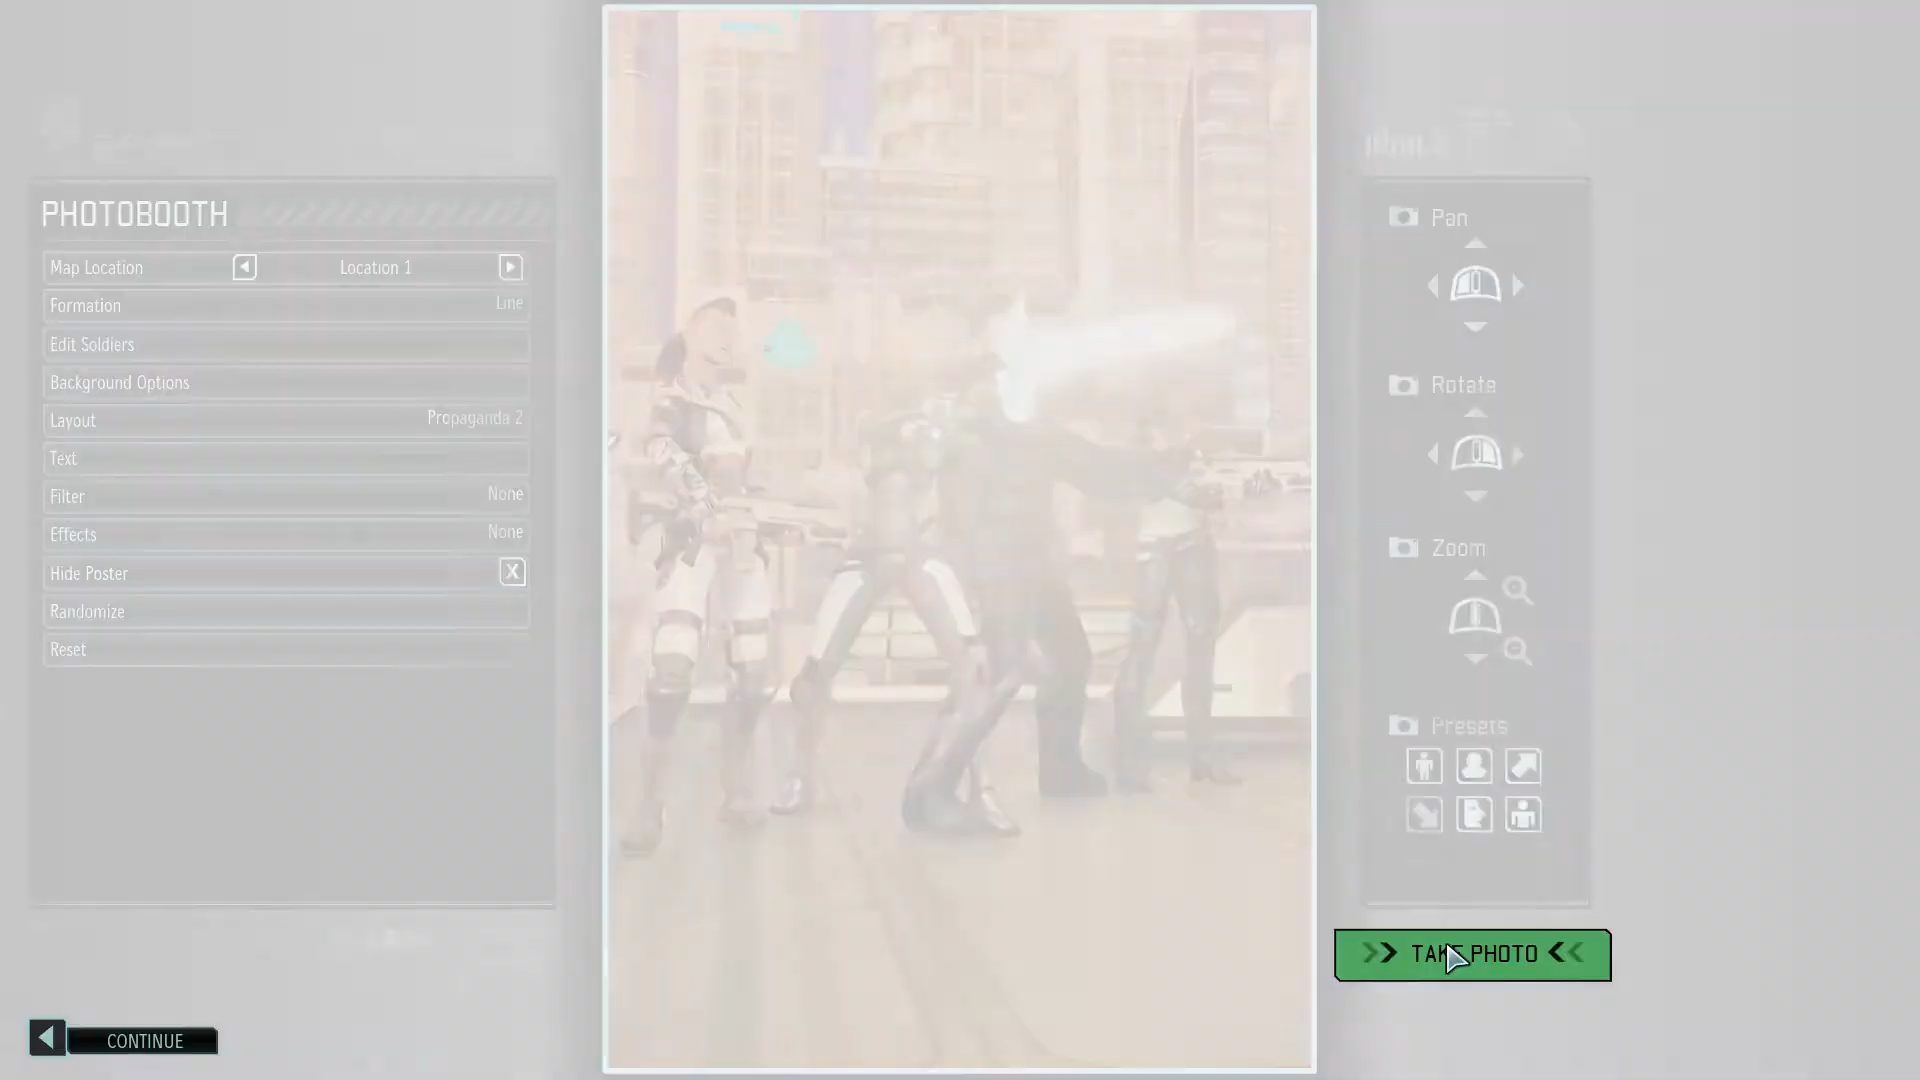 PHOTOBOOTH
Map Location Location 1
Formation Line
Edit Soldiers
Background Options
Layout Propaganda 2
Text
Filter None
Effects None
Hide Poster X
Randomize
Reset
Pan
Rotate
Zoom
Presets
TAKE PHOTO
CONTINUE